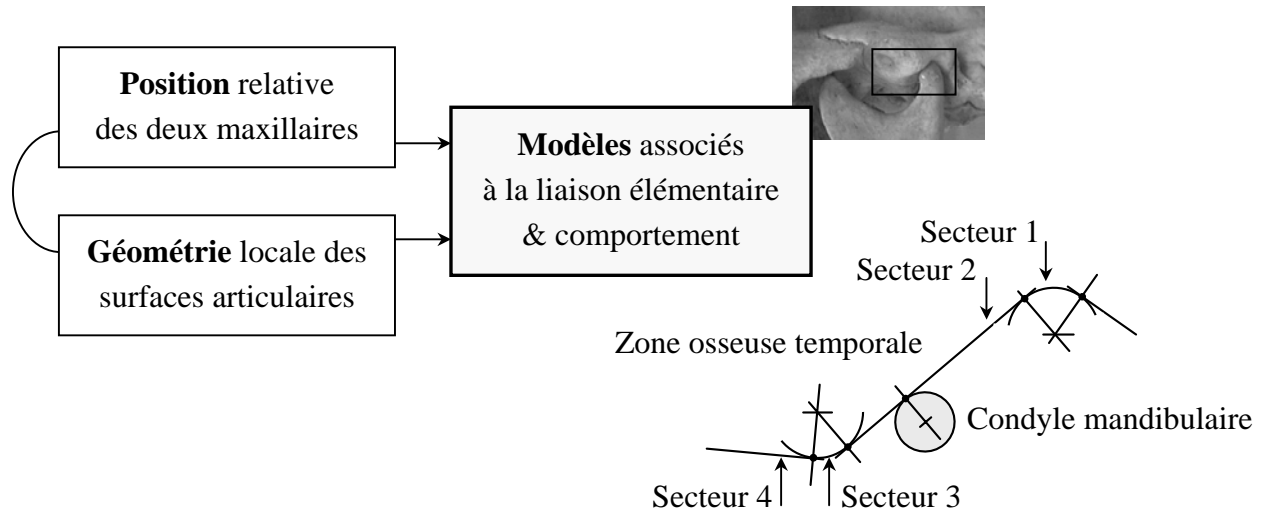 Position relative
des deux maxillaires
Géométrie locale des
surfaces articulaires
Modèles associés
à la liaison élémentaire
& comportement
Secteur 1
Secteur 2
Zone osseuse temporale
Condyle mandibulaire
Secteur 4
Secteur 3